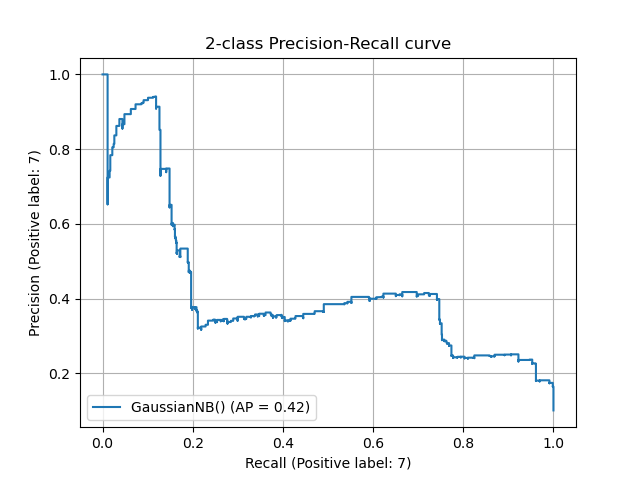 2-class Precision-Recall curve
Precision (Positive label: 7)
1.0
0.8
0.6
0.4
0.2
GaussianNB() (AP = 0.42)
0.0 0.2 0.4 0.6 0.8 1.0
Recall (Positive label: 7)